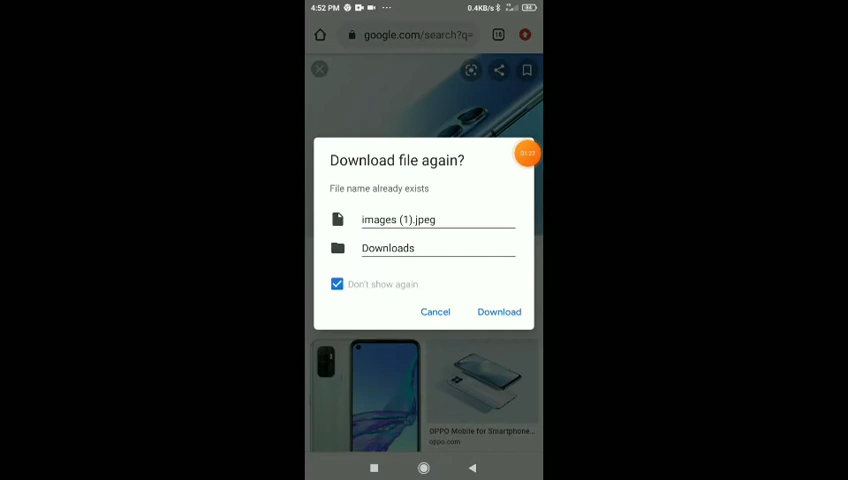 4:52 PM
0.4KB/s
google.com/search?q=
Download file again?
File name already exists
images (1).jpeg
Downloads
Don't show again
Cancel
Download
OPPO Mobile for Smartphone...
oppo.com